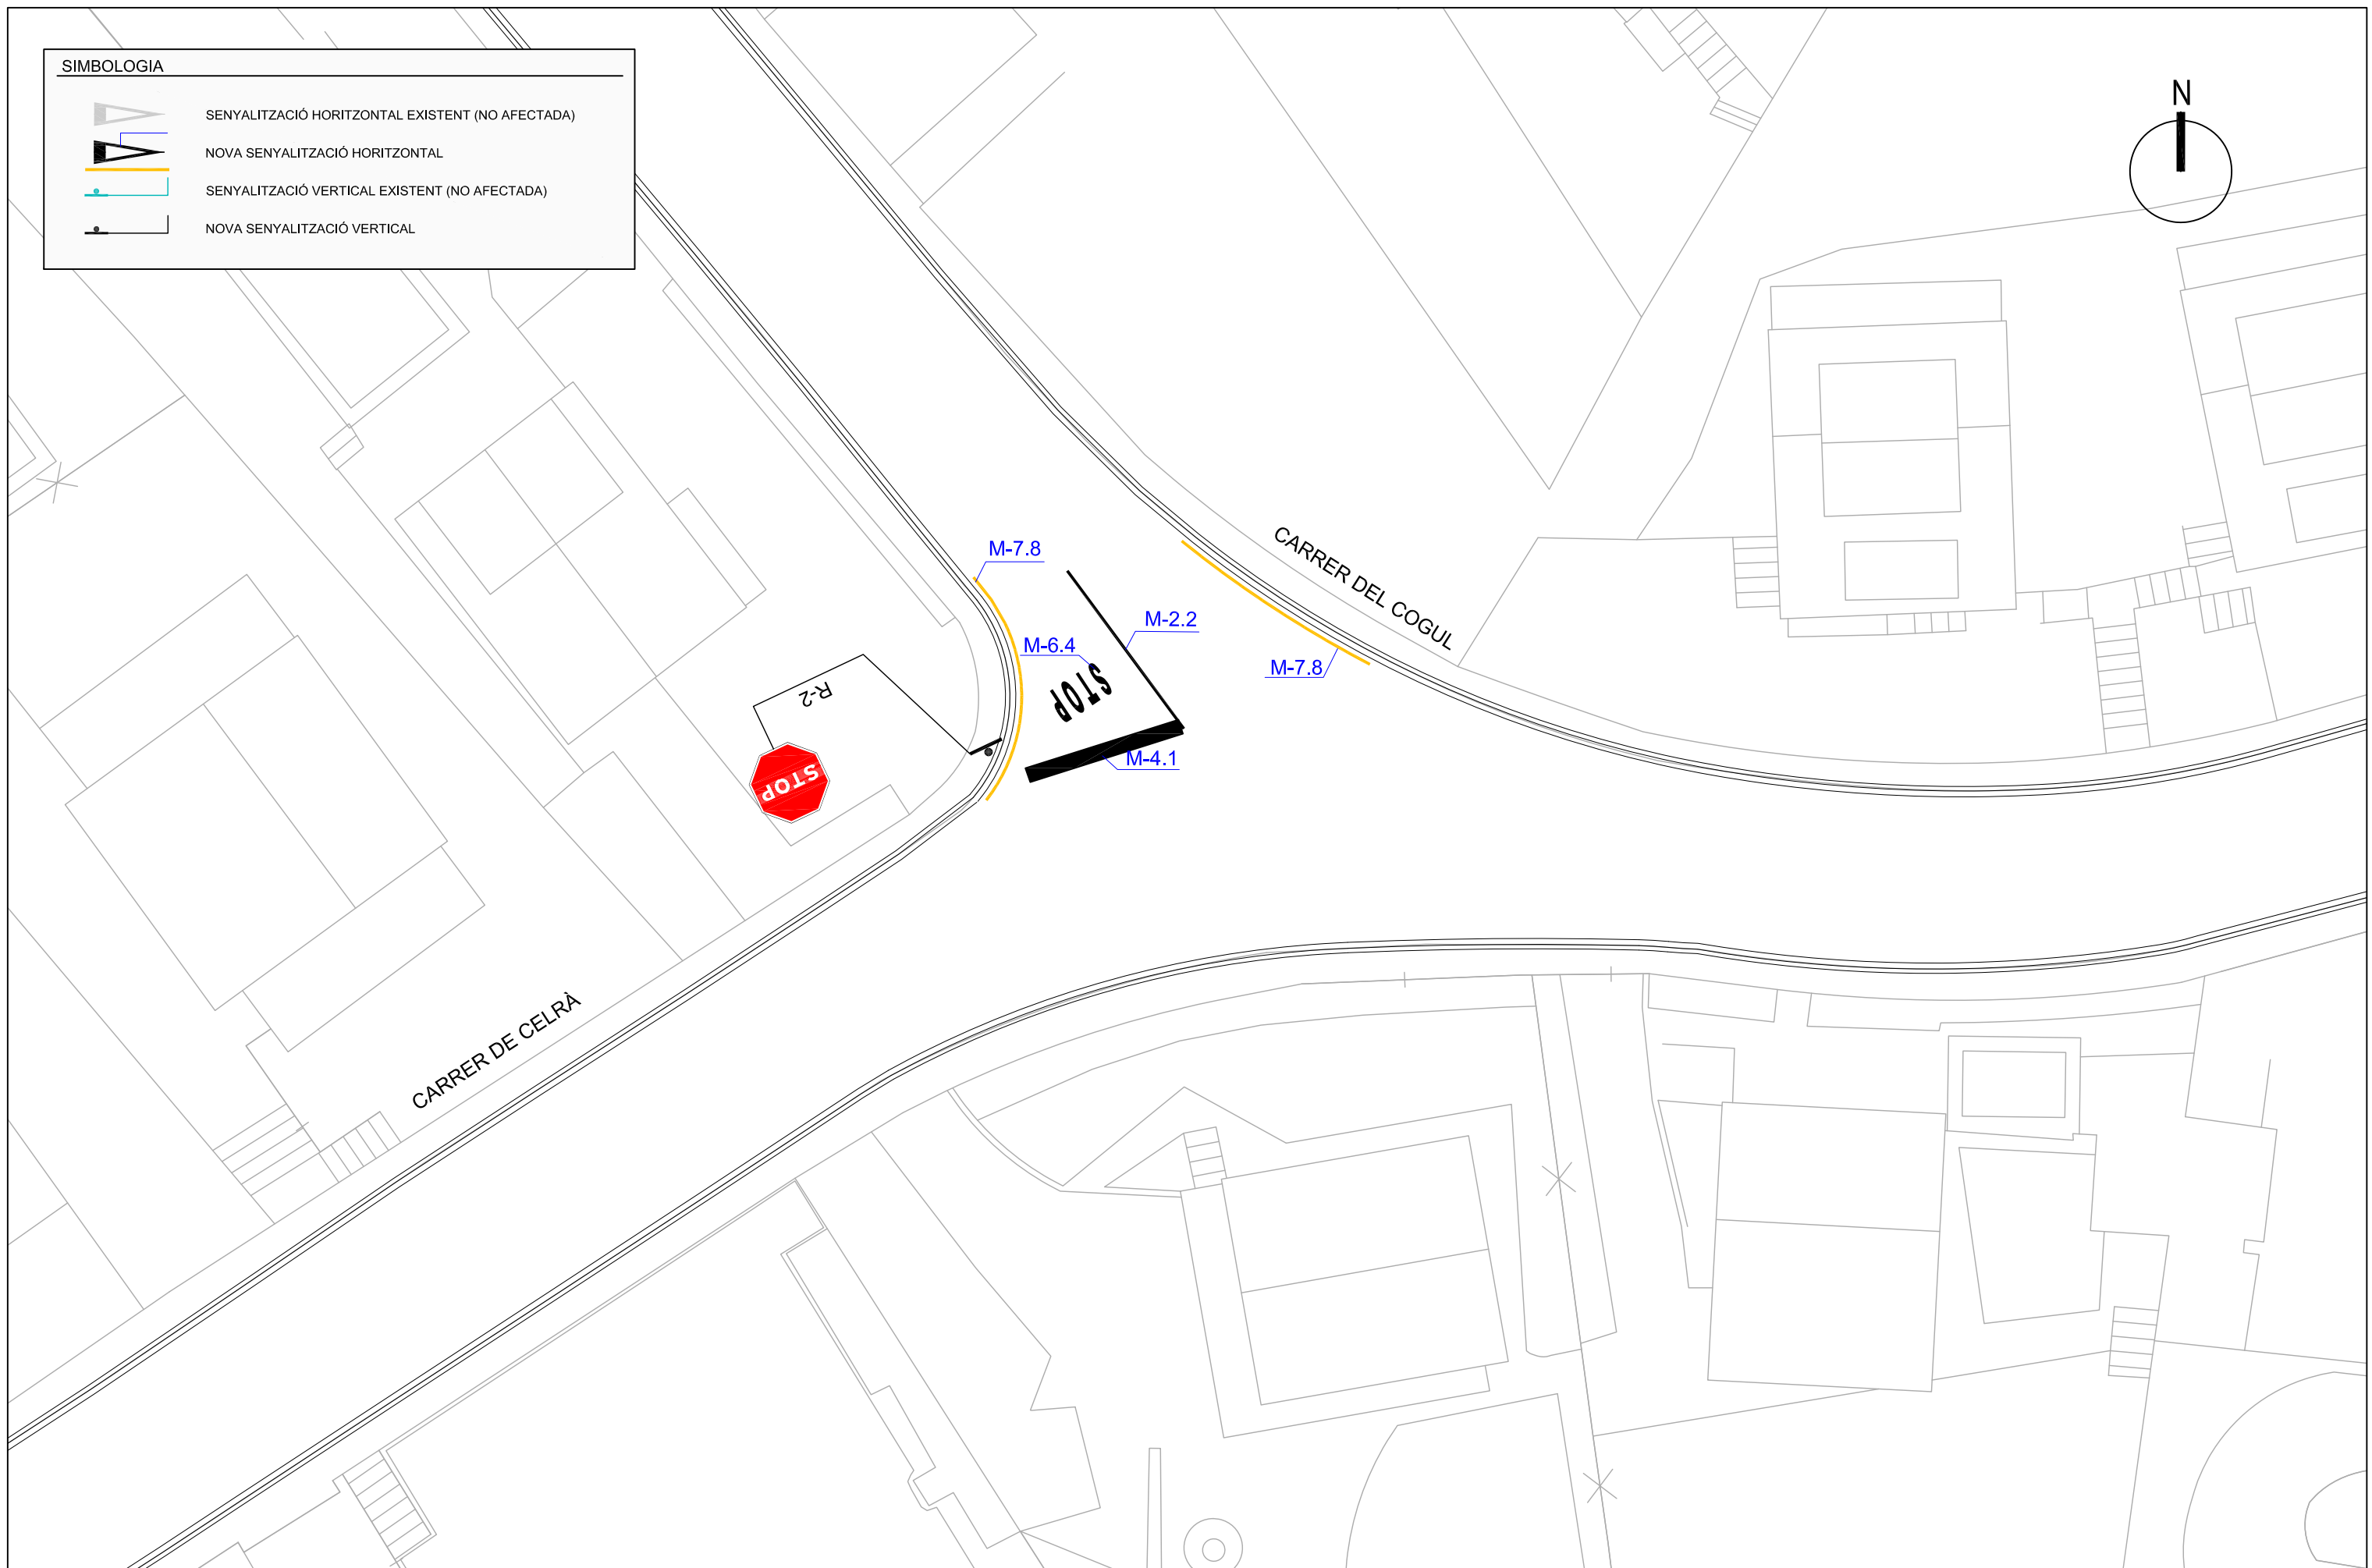 SIMBOLOGIA
SENYALITZACIÓ HORITZONTAL EXISTENT (NO AFECTADA)
NOVA SENYALITZACIÓ HORITZONTAL
SENYALITZACIÓ VERTICAL EXISTENT (NO AFECTADA)
NOVA SENYALITZACIÓ VERTICAL
N
M-7.8
CARRER DEL COGUL
M-2.2
M-6.4
M-7.8
STOP
R-2
M-4.1
STOP
CARRER DE CELRÀ